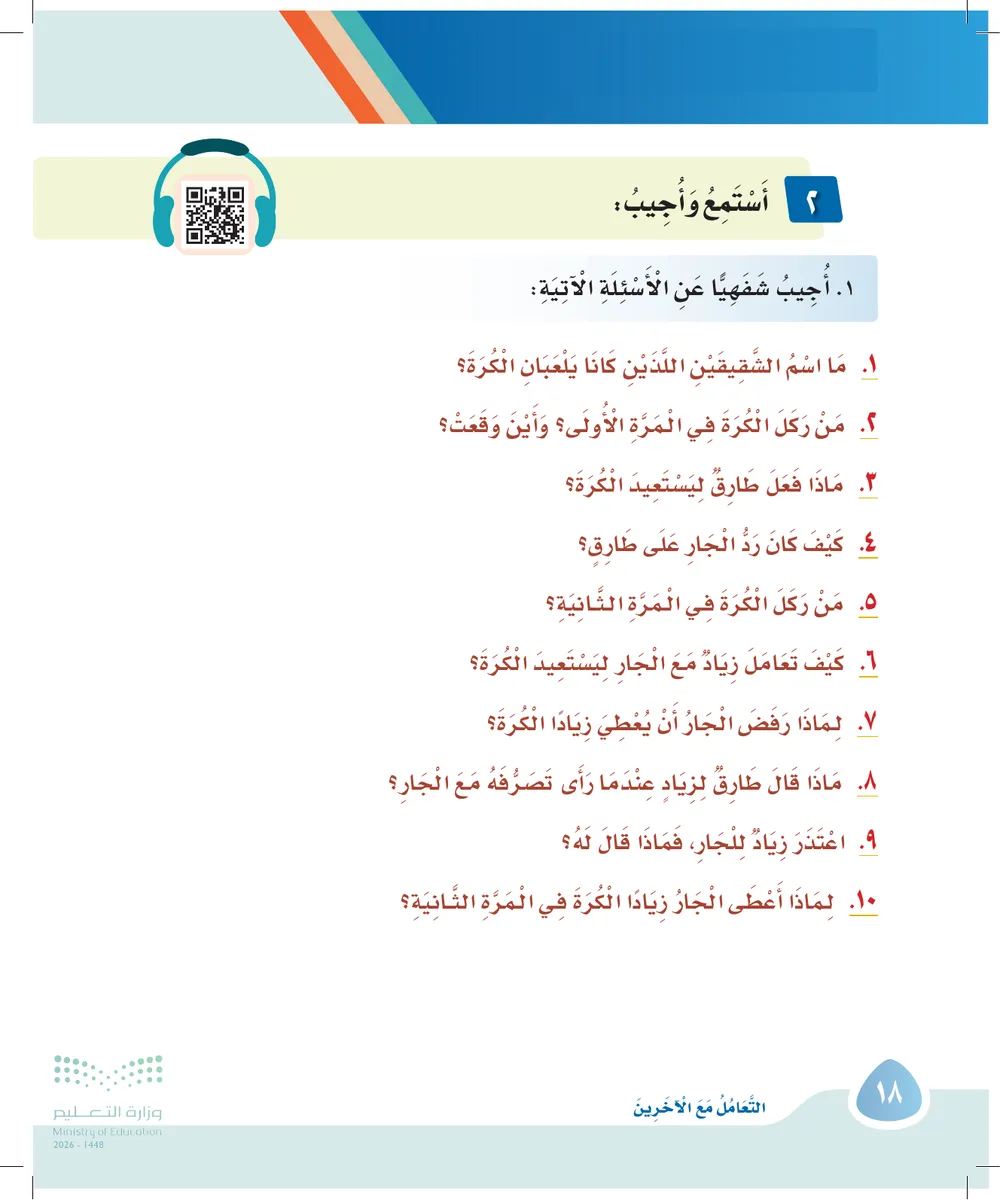 ٢ أَسْتَمِعُ وَأُجِيبُ:
١. أُجِيبُ شَفَهِيًّا عَنِ الْأَسْئِلَةِ الْآتِيَةِ:
١. مَا اسْمُ الشَّقِيقَيْنِ اللَّذَيْنِ كَانَا يَلْعَبَانِ الْكُرَةَ؟
٢. مَنْ رَكَلَ الْكُرَةَ فِي الْمَرَّةِ الْأُولَى؟ وَأَيْنَ وَقَعَتْ؟
٣. مَاذَا فَعَلَ طَارِقٌ لِيَسْتَعِيدَ الْكُرَةَ؟
٤. كَيْفَ كَانَ رَدُّ الْجَارِ عَلَى طَارِقٍ؟
٥. مَنْ رَكَلَ الْكُرَةَ فِي الْمَرَّةِ الثَّانِيَةِ؟
٦. كَيْفَ تَعَامَلَ زِيَادٌ مَعَ الْجَارِ لِيَسْتَعِيدَ الْكُرَةَ؟
٧. لِمَاذَا رَفَضَ الْجَارُ أَنْ يُعْطِيَ زِيَادًا الْكُرَةَ؟
٨. مَاذَا قَالَ طَارِقٌ لِزِيَادٍ عِنْدَمَا رَأَى تَصَرُّفَهُ مَعَ الْجَارِ؟
٩. اعْتَذَرَ زِيَادٌ لِلْجَارِ، فَمَاذَا قَالَ لَهُ؟
١٠. لِمَاذَا أَعْطَى الْجَارُ زِيَادًا الْكُرَةَ فِي الْمَرَّةِ الثَّانِيَةِ؟
١٨
التَّعَامُلُ مَعَ الْآخَرِينَ
وزارة التعليم
Ministry of Education
2026 - 1448